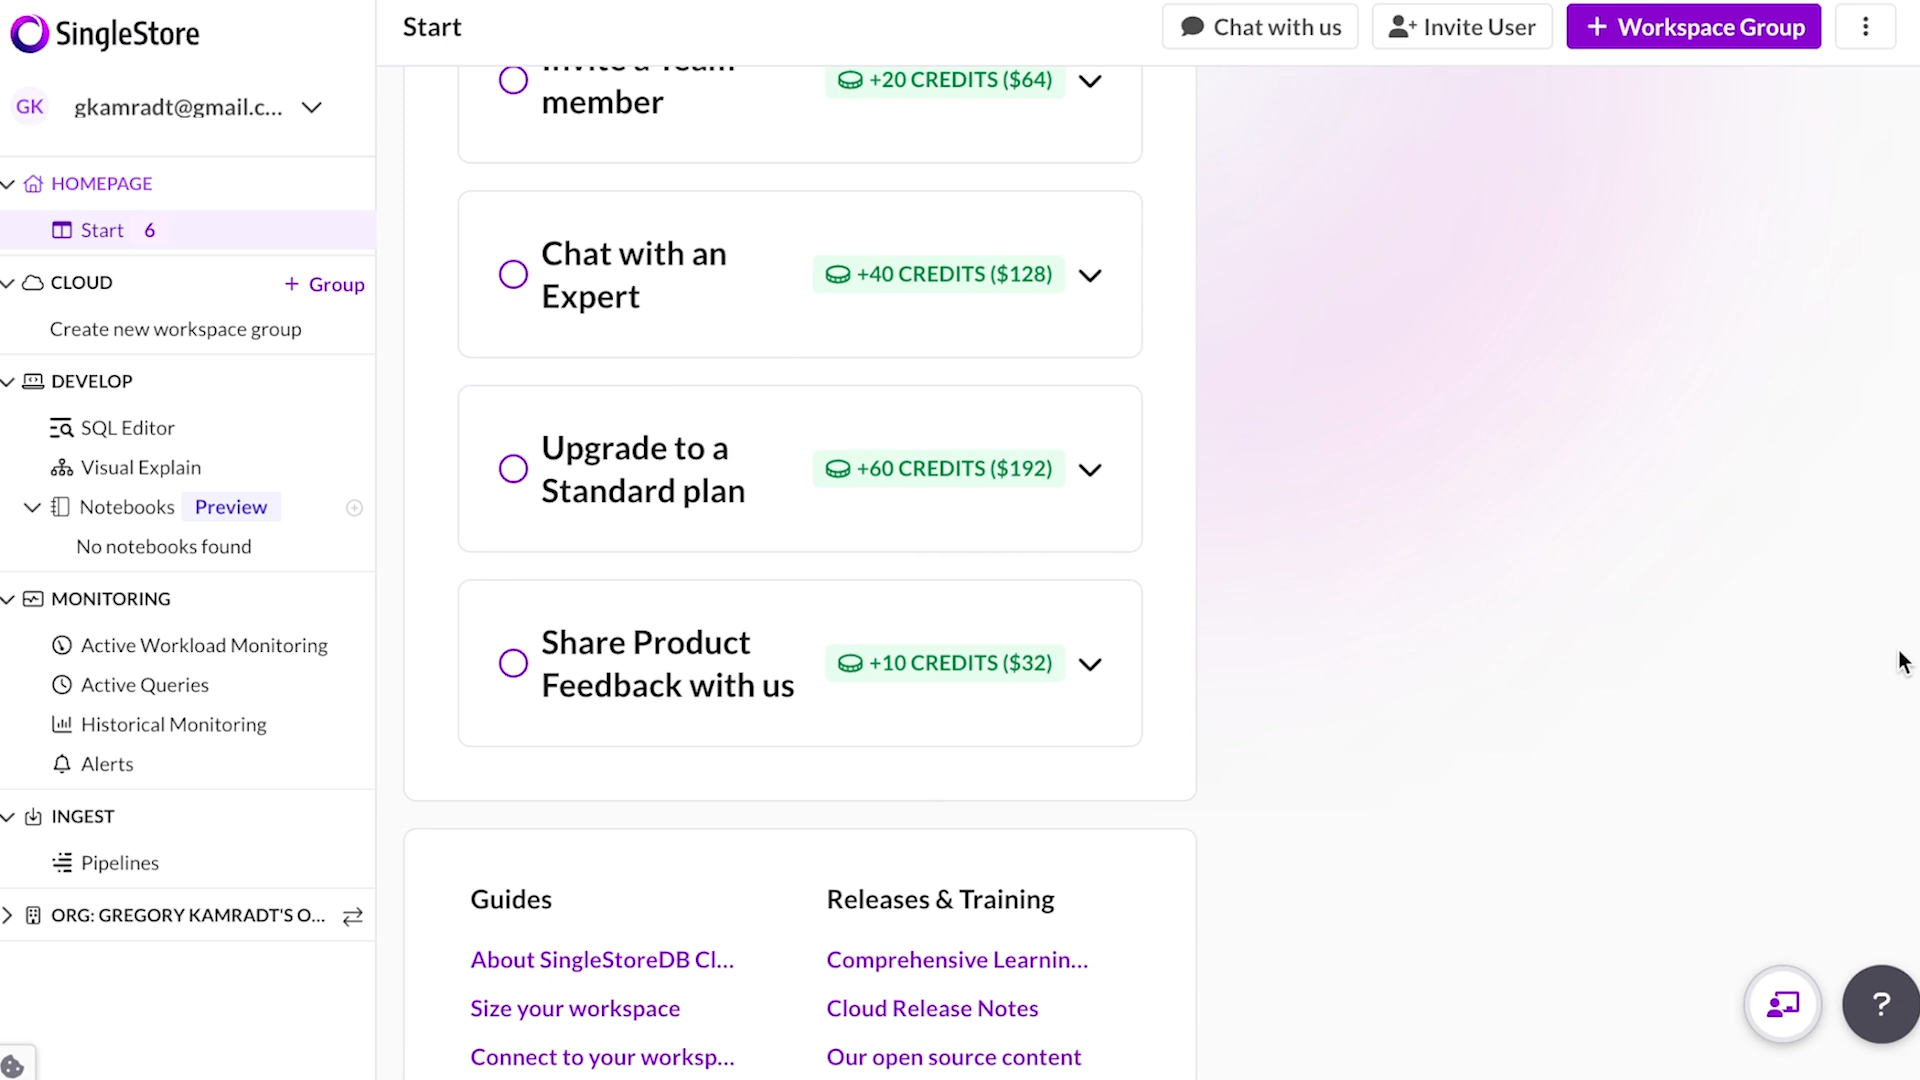 SingleStore
GK
gkamradt@gmail.c...
HOMEPAGE
Start 6
CLOUD
+ Group
Create new workspace group
DEVELOP
SQL Editor
Visual Explain
Notebooks Preview
No notebooks found
MONITORING
Active Workload Monitoring
Active Queries
Historical Monitoring
Alerts
INGEST
Pipelines
ORG: GREGORY KAMRADT'S O...
Start
Chat with us
Invite User
+ Workspace Group
Invite a Team
member
+20 CREDITS ($64)
Chat with an
Expert
+40 CREDITS ($128)
Upgrade to a
Standard plan
+60 CREDITS ($192)
Share Product
Feedback with us
+10 CREDITS ($32)
Guides
About SingleStoreDB Cl...
Size your workspace
Connect to your worksp...
Releases & Training
Comprehensive Learnin...
Cloud Release Notes
Our open source content
?